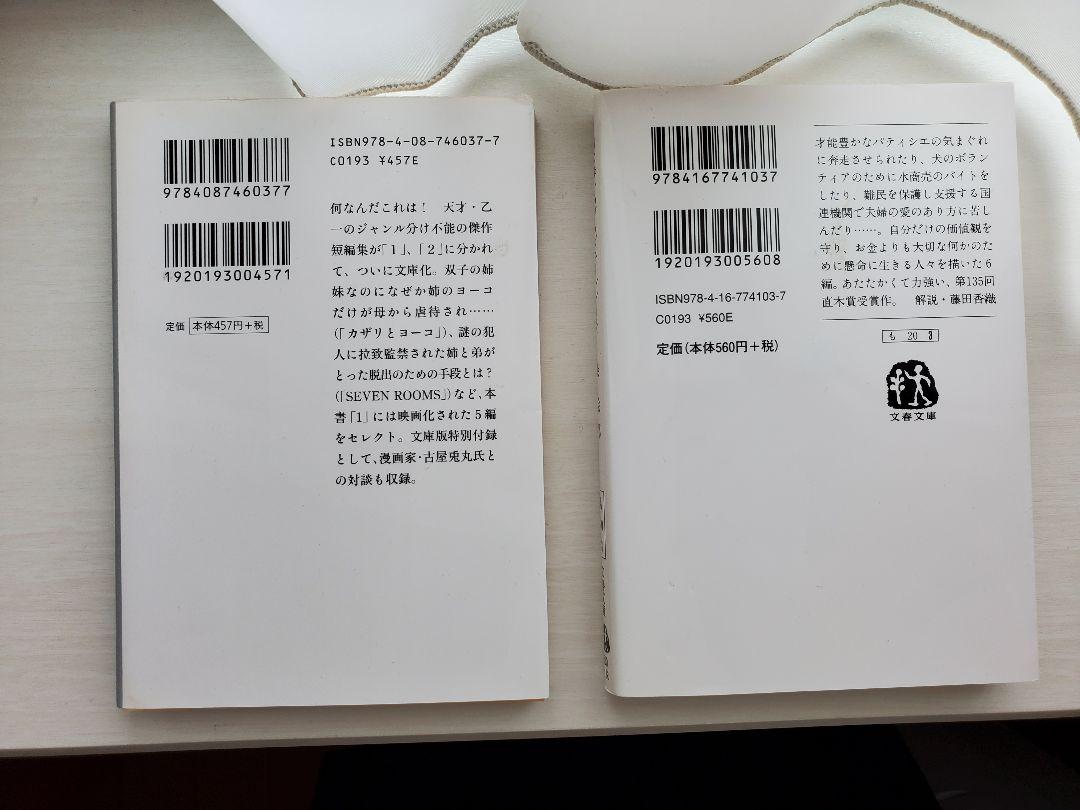 9784087460377
1920193004571
定価 本体457円+税
ISBN978-4-08-746037-7
C0193 ¥457E
何なんだこれは! 天才・乙
一のジャンル分け不能の傑作
短編集が「1」、「2」に分かれ
て、ついに文庫化。双子の姉
妹なのになぜか姉のヨーコ
だけが母から虐待され……
(「カザリとヨーコ」)、謎の犯
人に拉致監禁された姉と弟が
とった脱出のための手段とは?
(「SEVEN ROOMS」)など、本
書「1」には映画化された5編
をセレクト。文庫版特別付録
として、漫画家・古屋兎丸氏と
の対談も収録。
9784167741037
1920193005608
ISBN978-4-16-774103-7
C0193 ¥560E
定価(本体560円+税)
才能豊かなパティシエの気まぐれ
に奔走させられたり、犬のボラン
ティアのために水商売のバイトを
したり、難民を保護し支援する国
連機関で夫婦の愛のあり方に苦し
んだり……。自分だけの価値観を
守り、お金よりも大切な何かのた
めに懸命に生きる人々を描いた6
編。あたたかくて力強い、第135回
直木賞受賞作。 解説・藤田香織
も 20 3
文春文庫